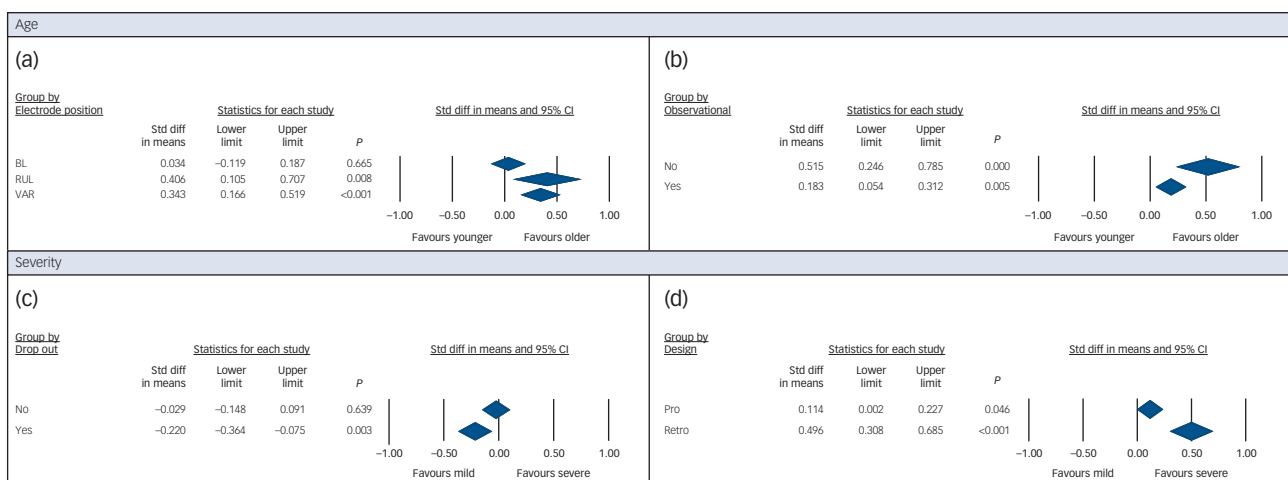 Age
(a)
Group by
Electrode position
Statistics for each study
Std diff in means and 95% CI
Std diff in means Lower limit Upper limit P
BL 0.034 −0.119 0.187 0.665
RUL 0.406 0.105 0.707 0.008
VAR 0.343 0.166 0.519 <0.001
−1.00 −0.50 0.00 0.50 1.00
Favours younger Favours older
(b)
Group by
Observational
Statistics for each study
Std diff in means and 95% CI
Std diff in means Lower limit Upper limit P
No 0.515 0.246 0.785 0.000
Yes 0.183 0.054 0.312 0.005
−1.00 −0.50 0.00 0.50 1.00
Favours younger Favours older
Severity
(c)
Group by
Drop out
Statistics for each study
Std diff in means and 95% CI
Std diff in means Lower limit Upper limit P
No −0.029 −0.148 0.091 0.639
Yes −0.220 −0.364 −0.075 0.003
−1.00 −0.50 0.00 0.50 1.00
Favours mild Favours severe
(d)
Group by
Design
Statistics for each study
Std diff in means and 95% CI
Std diff in means Lower limit Upper limit P
Pro 0.114 0.002 0.227 0.046
Retro 0.496 0.308 0.685 <0.001
−1.00 −0.50 0.00 0.50 1.00
Favours mild Favours severe